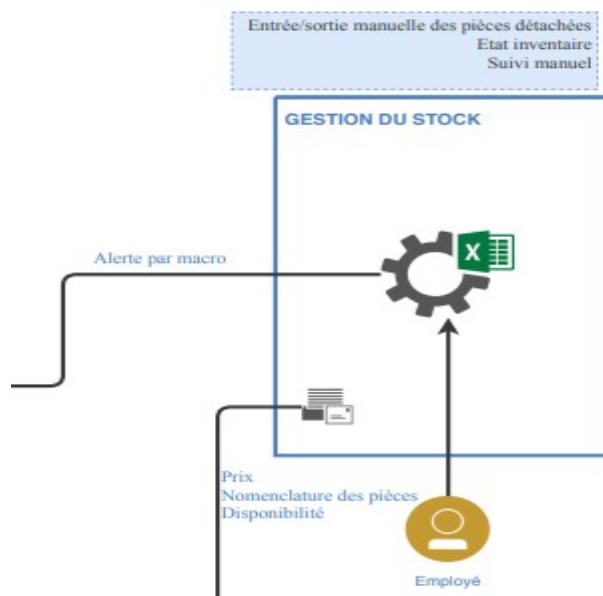 Entrée/sortie manuelle des pièces détachées
Etat inventaire
Suivi manuel
GESTION DU STOCK
X
Alerte par macro
Prix
Nomenclature des pièces
Disponibilité
Employé